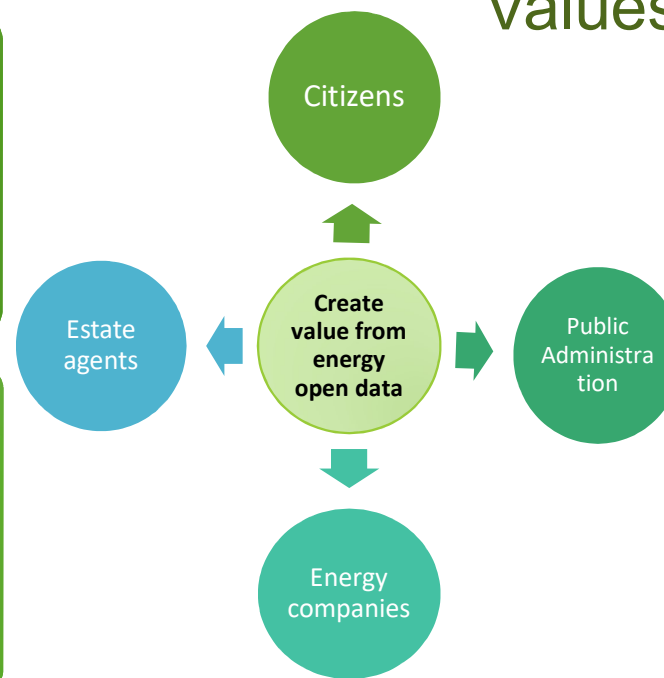 values
Citizens
Estate
agents
Create
value from
energy
open data
Public
Administra
tion
Energy
companies